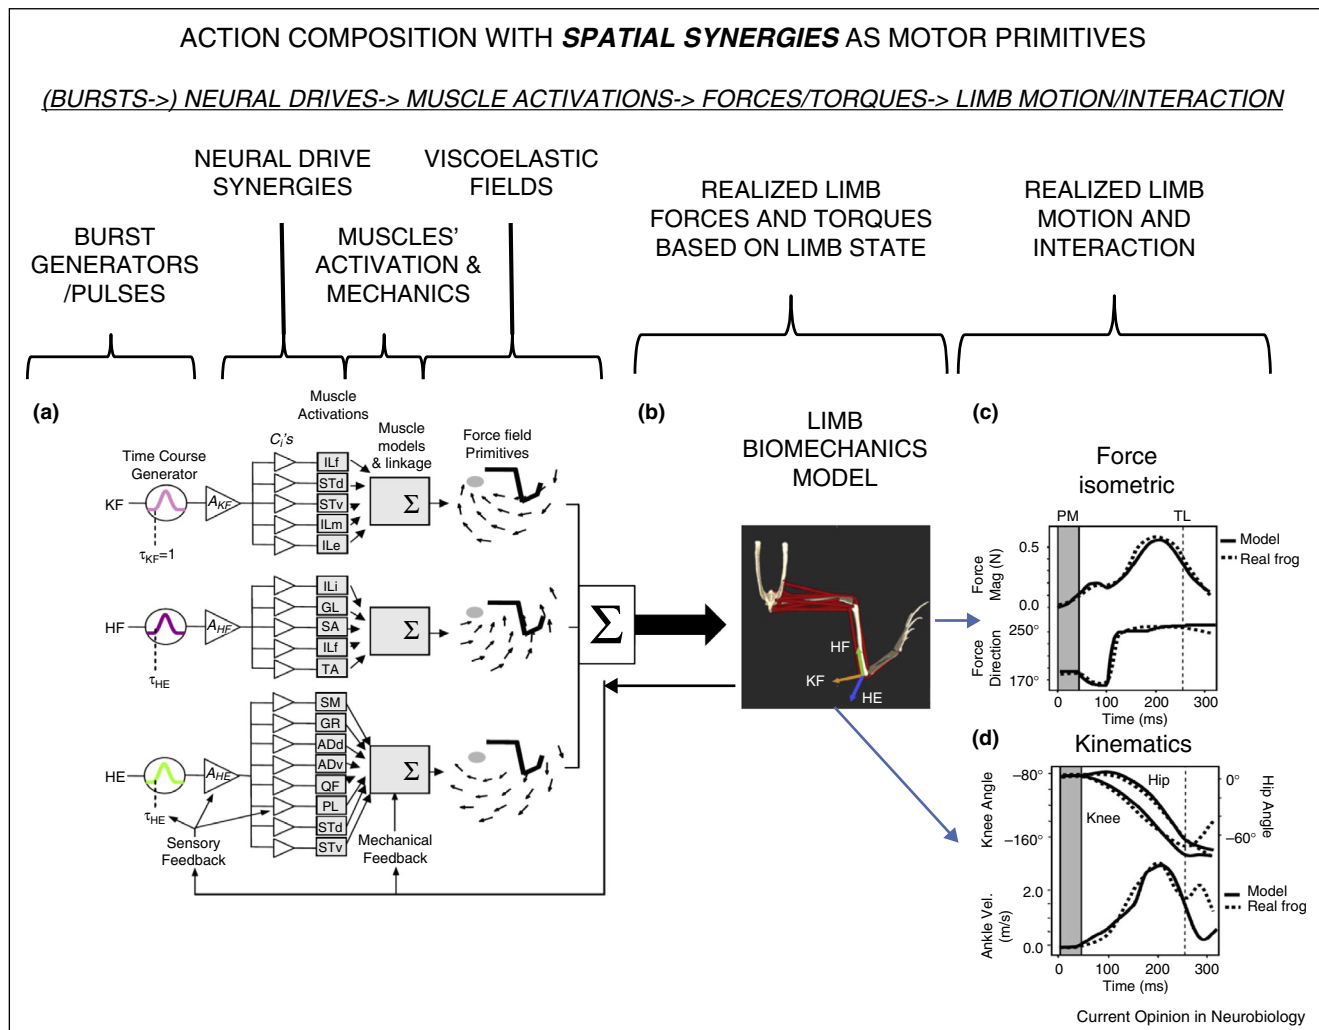 ACTION COMPOSITION WITH SPATIAL SYNERGIES AS MOTOR PRIMITIVES
(BURSTS->) NEURAL DRIVES-> MUSCLE ACTIVATIONS-> FORCES/TORQUES-> LIMB MOTION/INTERACTION
BURST
GENERATORS
/PULSES
NEURAL DRIVE
SYNERGIES
MUSCLES'
ACTIVATION &
MECHANICS
VISCOELASTIC
FIELDS
REALIZED LIMB
FORCES AND TORQUES
BASED ON LIMB STATE
REALIZED LIMB
MOTION AND
INTERACTION
(a)
Time Course
Generator
Ci's
Muscle
Activations
Muscle
models
& linkage
Force field
Primitives
KF
τKF=1
AKF
ILf
STd
STv
ILm
ILe
Σ
HF
τHE
AHF
ILi
GL
SA
ILf
TA
Σ
HE
τHE
AHE
SM
GR
ADd
ADv
QF
PL
STd
STv
Σ
Sensory
Feedback
Mechanical
Feedback
Σ
(b)
LIMB
BIOMECHANICS
MODEL
HF
KF
HE
(c)
Force
isometric
PM
TL
Model
Real frog
Force
Mag (N)
0.5
0.0
Force
Direction
250°
170°
0
100
200
300
Time (ms)
(d)
Kinematics
Knee Angle
−80°
−160°
Hip
Knee
0°
−60°
Hip Angle
Ankle Vel.
(m/s)
2.0
0.0
Model
Real frog
0
100
200
300
Time (ms)
Current Opinion in Neurobiology